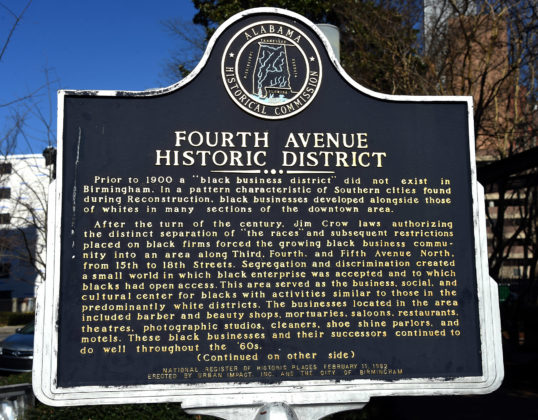 ALABAMA
HISTORICAL COMMISSION
FOURTH AVENUE
HISTORIC DISTRICT
Prior to 1900 a "black business district" did not exist in
Birmingham. In a pattern characteristic of Southern cities found
during Reconstruction, black businesses developed alongside those
of whites in many sections of the downtown area.
After the turn of the century, Jim Crow laws authorizing
the distinct separation of "the races" and subsequent restrictions
placed on black firms forced the growing black business commu-
nity into an area along Third, Fourth, and Fifth Avenue North,
from 15th to 18th Streets. Segregation and discrimination created
a small world in which black enterprise was accepted and to which
blacks had open access. This area served as the business, social, and
cultural center for blacks with activities similar to those in the
predominantly white districts. The businesses located in the area
included barber and beauty shops, mortuaries, saloons, restaurants,
theatres, photographic studios, cleaners, shoe shine parlors, and
motels. These black businesses and their successors continued to
do well throughout the '60s.
(Continued on other side)
NATIONAL REGISTER OF HISTORIC PLACES FEBRUARY 11, 1982
ERECTED BY URBAN IMPACT, INC. AND THE CITY OF BIRMINGHAM